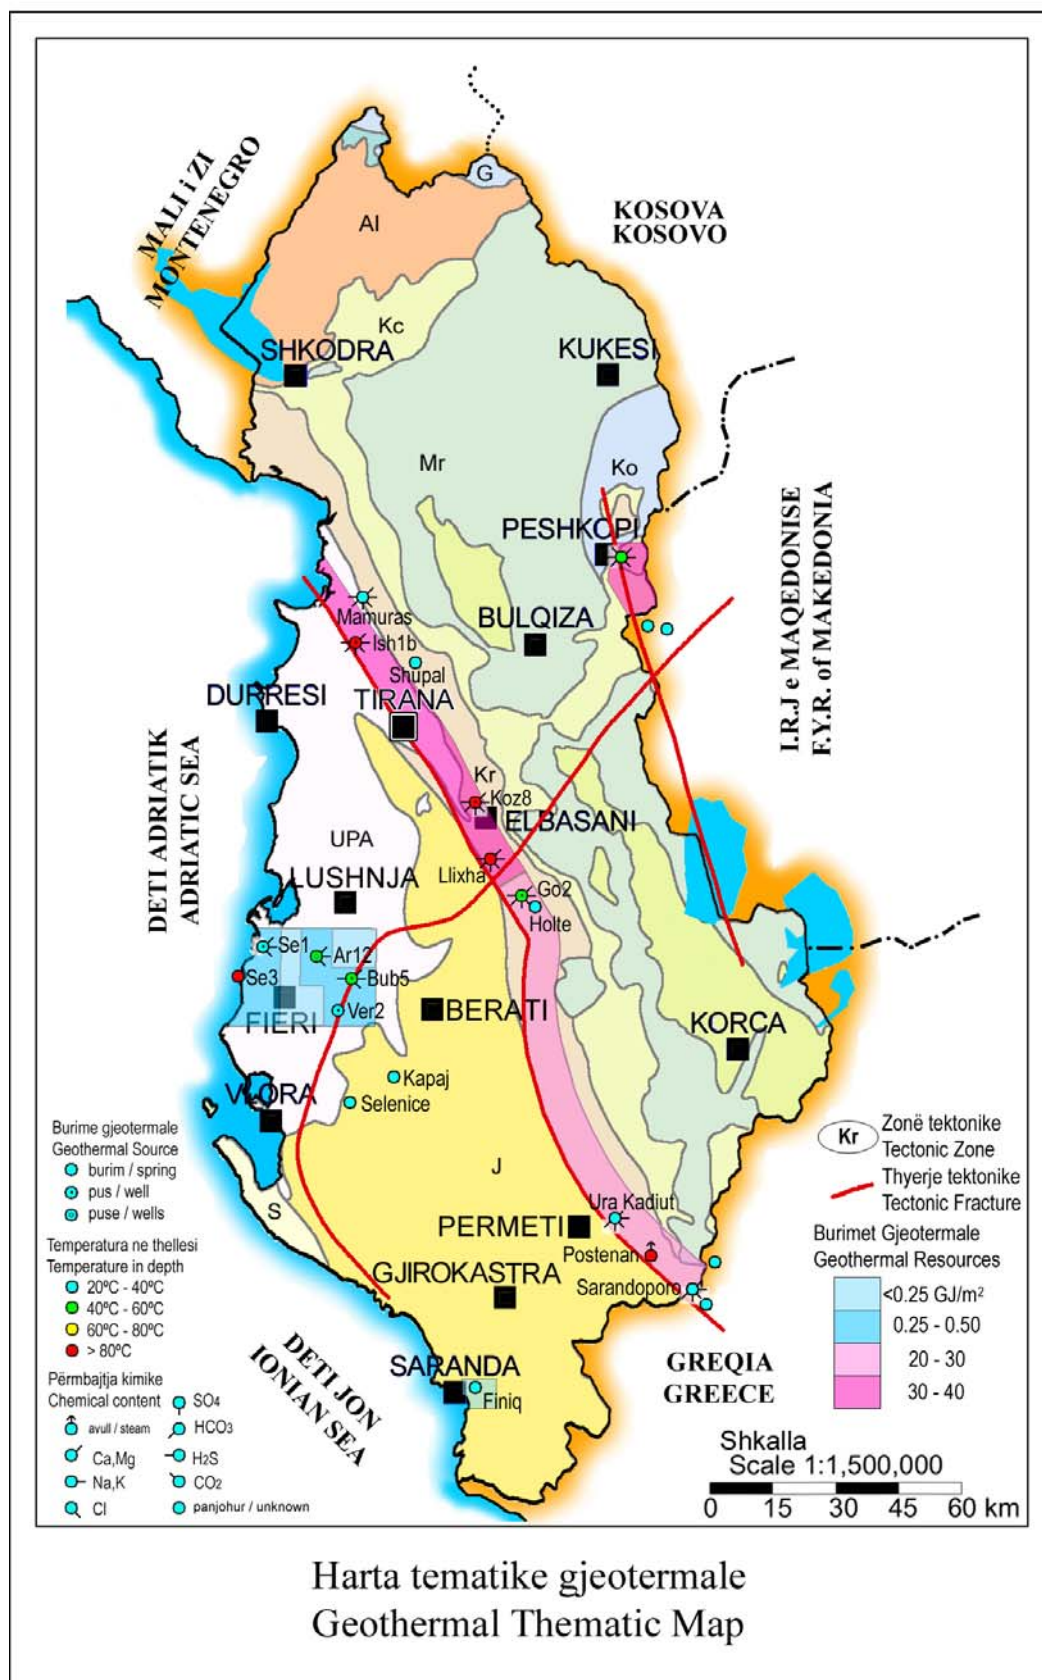 MALI i ZI
MONTENEGRO
KOSOVA
KOSOVO
G
Al
Kc
SHKODRA
KUKESI
Mr
Ko
PESHKOPI
I.R.J e MAQEDONISE
F.Y.R. of MAKEDONIA
Mamuras
Ish1b
BULQIZA
Shupal
DURRESI
TIRANA
DETI ADRIATIK
ADRIATIC SEA
Kr
Koz8
ELBASANI
UPA
LUSHNJA
Llixha
Go2
Holte
Se1
Ar12
Se3
Bub5
FIERI
Ver2
BERATI
KORCA
Kapaj
Selenice
VLORA
J
S
Ura Kadiut
PERMETI
Postenan
GJIROKASTRA
Sarandoporo
DETI JON
IONIAN SEA
SARANDA
Finiq
GREQIA
GREECE
Burime gjeotermale
Geothermal Source
burim / spring
pus / well
puse / wells
Temperatura ne thellesi
Temperature in depth
20ºC - 40ºC
40ºC - 60ºC
60ºC - 80ºC
> 80ºC
Përmbajtja kimike
Chemical content
avull / steam
Ca,Mg
Na,K
Cl
SO4
HCO3
H2S
CO2
panjohur / unknown
Kr
Zonë tektonike
Tectonic Zone
Thyerje tektonike
Tectonic Fracture
Burimet Gjeotermale
Geothermal Resources
<0.25 GJ/m²
0.25 - 0.50
20 - 30
30 - 40
Shkalla
Scale 1:1,500,000
0 15 30 45 60 km
Harta tematike gjeotermale
Geothermal Thematic Map